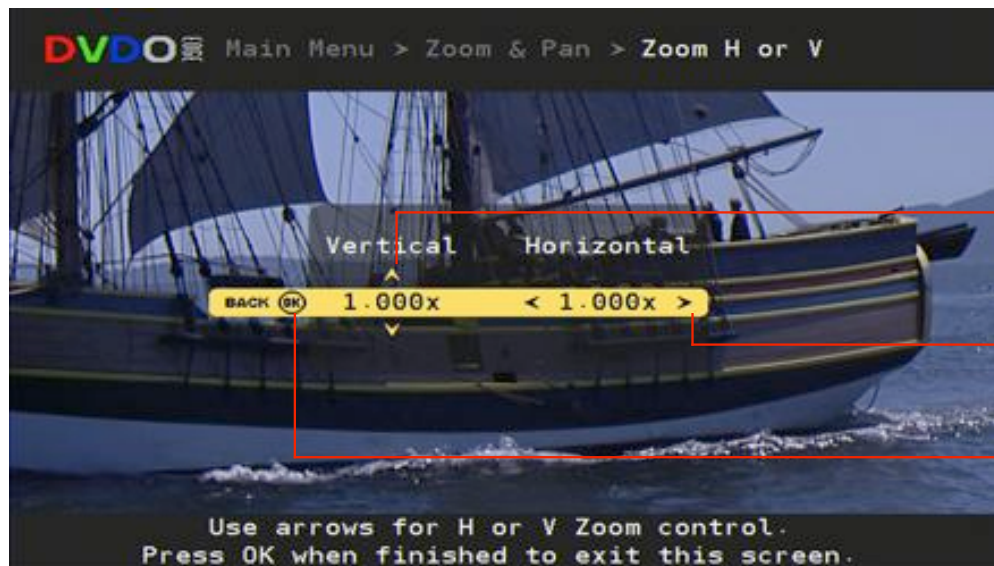 DVDO Main Menu > Zoom & Pan > Zoom H or V
Vertical Horizontal
BACK OK 1.000x < 1.000x >
Use arrows for H or V Zoom control.
Press OK when finished to exit this screen.